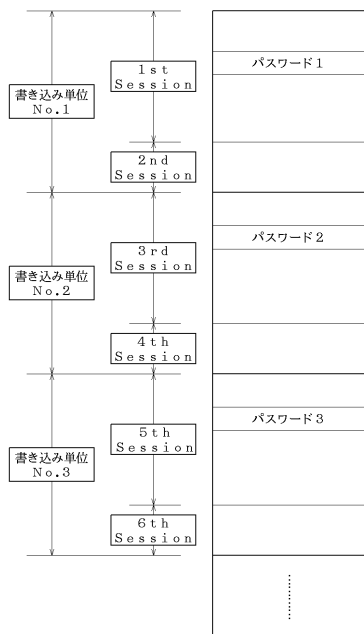 1st
Session
パスワード1
書き込み単位
No.1
2nd
Session
3rd
Session
パスワード2
書き込み単位
No.2
4th
Session
5th
Session
パスワード3
書き込み単位
No.3
6th
Session